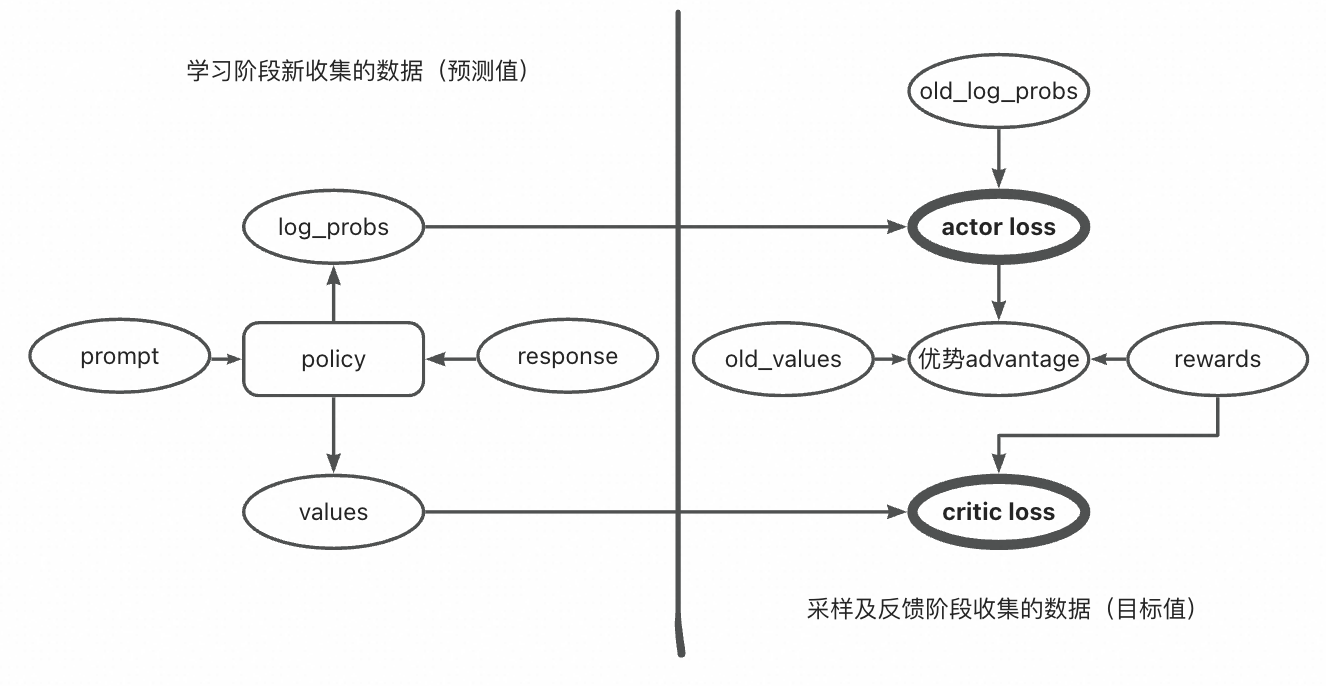 学习阶段新收集的数据（预测值）
old_log_probs
log_probs
actor loss
prompt
policy
response
old_values
优势advantage
rewards
values
critic loss
采样及反馈阶段收集的数据（目标值）